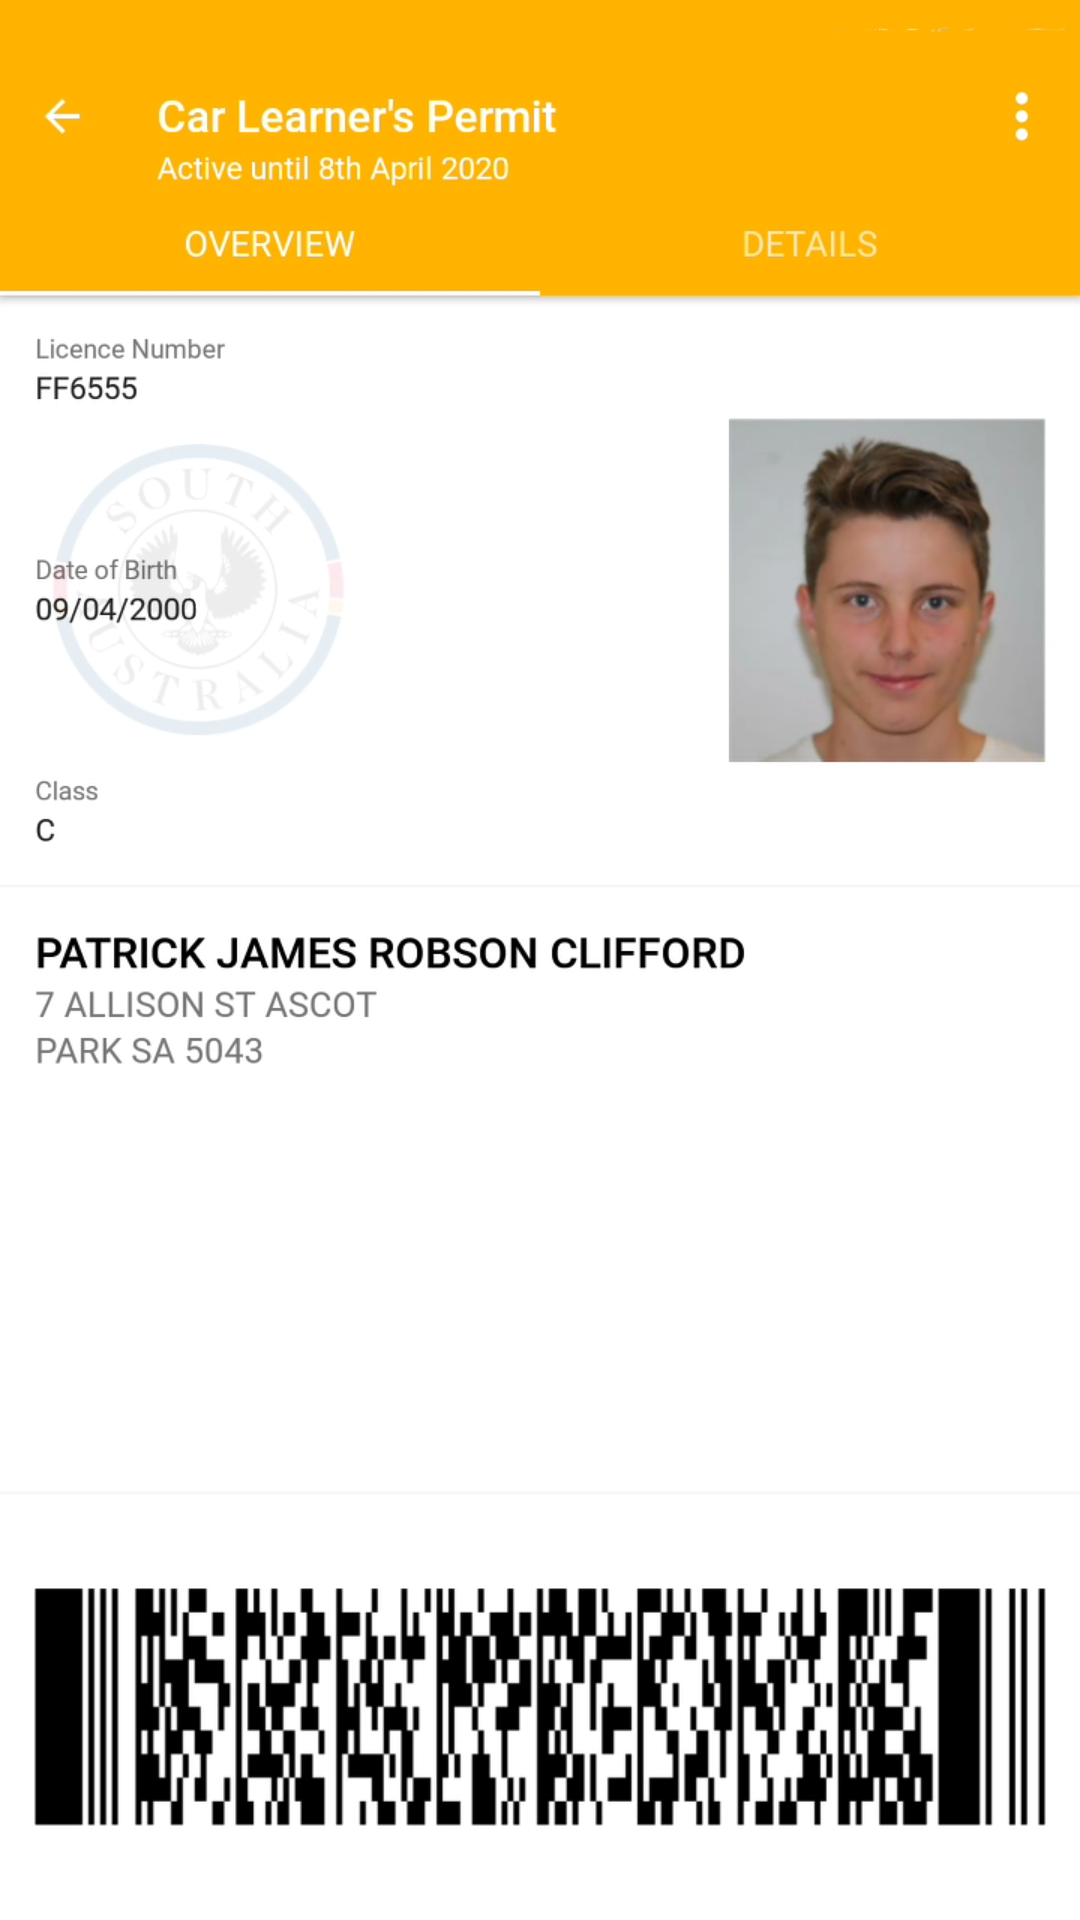 Car Learner's Permit
Active until 8th April 2020
OVERVIEW
DETAILS
Licence Number
FF6555
SOUTH AUSTRALIA
Date of Birth
09/04/2000
Class
C
PATRICK JAMES ROBSON CLIFFORD
7 ALLISON ST ASCOT
PARK SA 5043